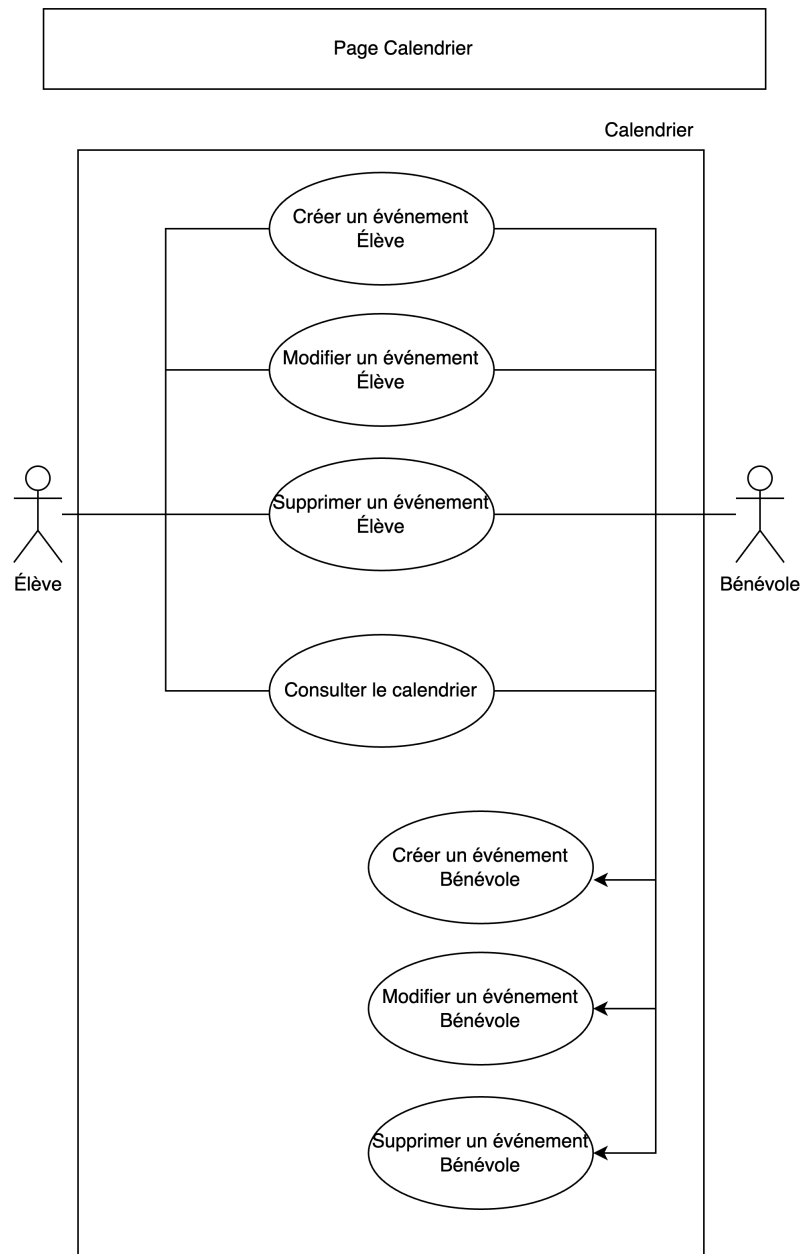 Page Calendrier
Calendrier
Créer un événement
Élève
Modifier un événement
Élève
Supprimer un événement
Élève
Élève
Bénévole
Consulter le calendrier
Créer un événement
Bénévole
Modifier un événement
Bénévole
Supprimer un événement
Bénévole